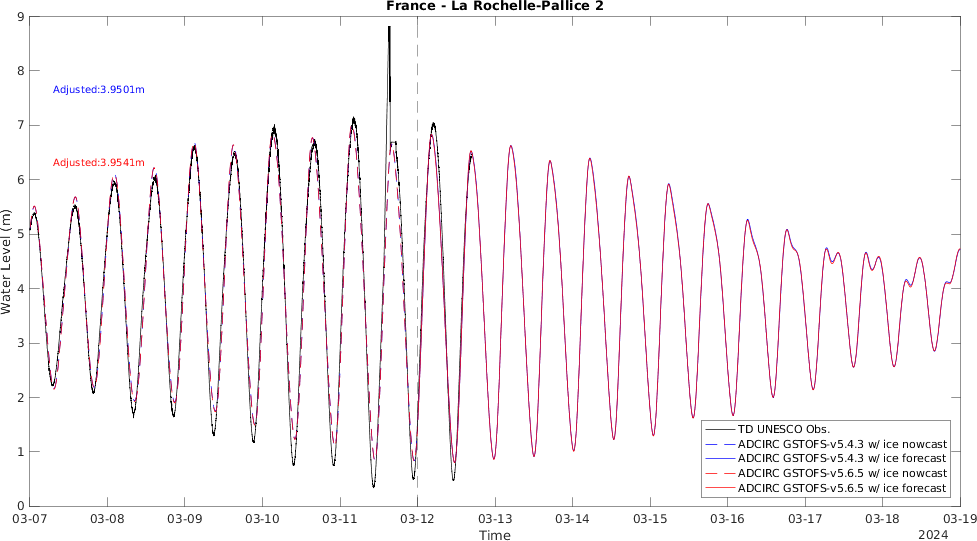 France - La Rochelle-Pallice 2
9
8
7
6
5
4
3
2
1
0
Water Level (m)
Adjusted:3.9501m
Adjusted:3.9541m
TD UNESCO Obs.
ADCIRC GSTOFS-v5.4.3 w/ ice nowcast
ADCIRC GSTOFS-v5.4.3 w/ ice forecast
ADCIRC GSTOFS-v5.6.5 w/ ice nowcast
ADCIRC GSTOFS-v5.6.5 w/ ice forecast
03-07 03-08 03-09 03-10 03-11 03-12 03-13 03-14 03-15 03-16 03-17 03-18 03-19
Time
2024